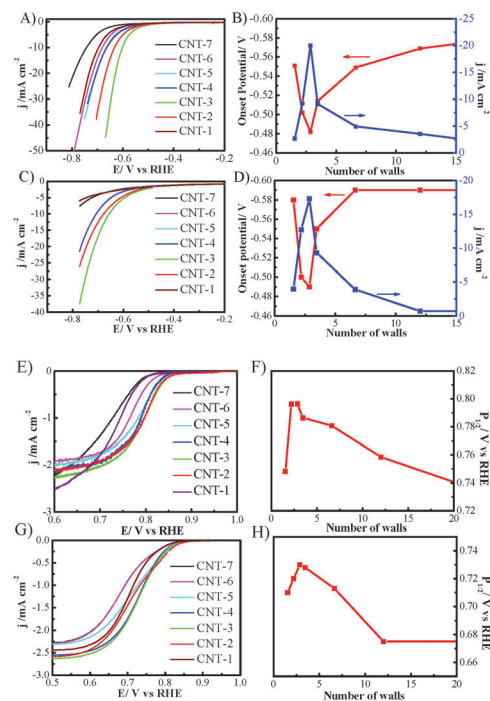 A)
0
-10
-20
-30
-40
-50
j /mA cm⁻²
CNT-7
CNT-6
CNT-5
CNT-4
CNT-3
CNT-2
CNT-1
-1.0 -0.8 -0.6 -0.4 -0.2
E/ V vs RHE
B)
-0.60
-0.58
-0.56
-0.54
-0.52
-0.50
-0.48
-0.46
Onset Potential/ V
25
20
15
10
5
0
j /mA cm⁻²
0 5 10 15
Number of walls
C)
0
-5
-10
-15
-20
-25
-30
-35
-40
j /mA cm⁻²
CNT-7
CNT-6
CNT-5
CNT-4
CNT-3
CNT-2
CNT-1
-1.0 -0.8 -0.6 -0.4 -0.2
E/ V vs RHE
D)
-0.59
-0.56
-0.54
-0.51
-0.49
-0.46
Onset potential/ V
20
15
10
5
0
j /mA cm⁻²
0 5 10 15
Number of walls
E)
0
-1
-2
j /mA cm⁻²
CNT-7
CNT-6
CNT-5
CNT-4
CNT-3
CNT-2
CNT-1
0.6 0.7 0.8 0.9 1.0
E/ V vs RHE
F)
0.82
0.80
0.78
0.76
0.74
0.72
P1/2/ V vs RHE
0 5 10 15 20
Number of walls
G)
0.0
-0.5
-1.0
-1.5
-2.0
-2.5
j /mA cm⁻²
CNT-7
CNT-6
CNT-5
CNT-4
CNT-3
CNT-2
CNT-1
0.5 0.6 0.7 0.8 0.9 1.0
E/ V vs RHE
H)
0.72
0.70
0.68
0.66
P1/2/ V vs RHE
0 5 10 15 20
Number of walls